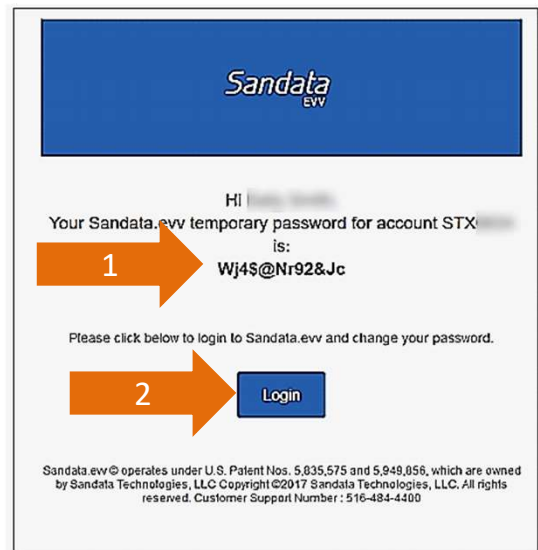 Sandata
EVV
Hi
Your Sandata.evv temporary password for account STX
is:
1
Wj4$@Nr92&Jc
Please click below to login to Sandata.evv and change your password.
2
Login
Sandata.evv© operates under U.S. Patent Nos. 5,835,575 and 5,949,856, which are owned
by Sandata Technologies, LLC Copyright©2017 Sandata Technologies, LLC. All rights
reserved. Customer Support Number : 516-484-4400